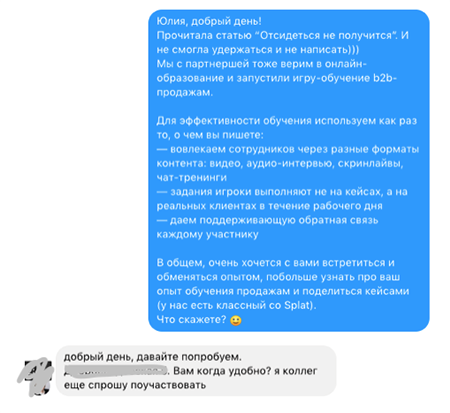 Юлия, добрый день!
Прочитала статью “Отсидеться не получится”. И
не смогла удержаться и не написать)))
Мы с партнершей тоже верим в онлайн-
образование и запустили игру-обучение b2b-
продажам.
Для эффективности обучения используем как раз
то, о чем вы пишете:
— вовлекаем сотрудников через разные форматы
контента: видео, аудио-интервью, скринлайвы,
чат-тренинги
— задания игроки выполняют не на кейсах, а на
реальных клиентах в течение рабочего дня
— даем поддерживающую обратная связь
каждому участнику
В общем, очень хочется с вами встретиться и
обменяться опытом, побольше узнать про ваш
опыт обучения продажам и поделиться кейсами
(у нас есть классный со Splat).
Что скажете? 😄
добрый день, давайте попробуем.
. Вам когда удобно? я коллег
еще спрошу поучаствовать